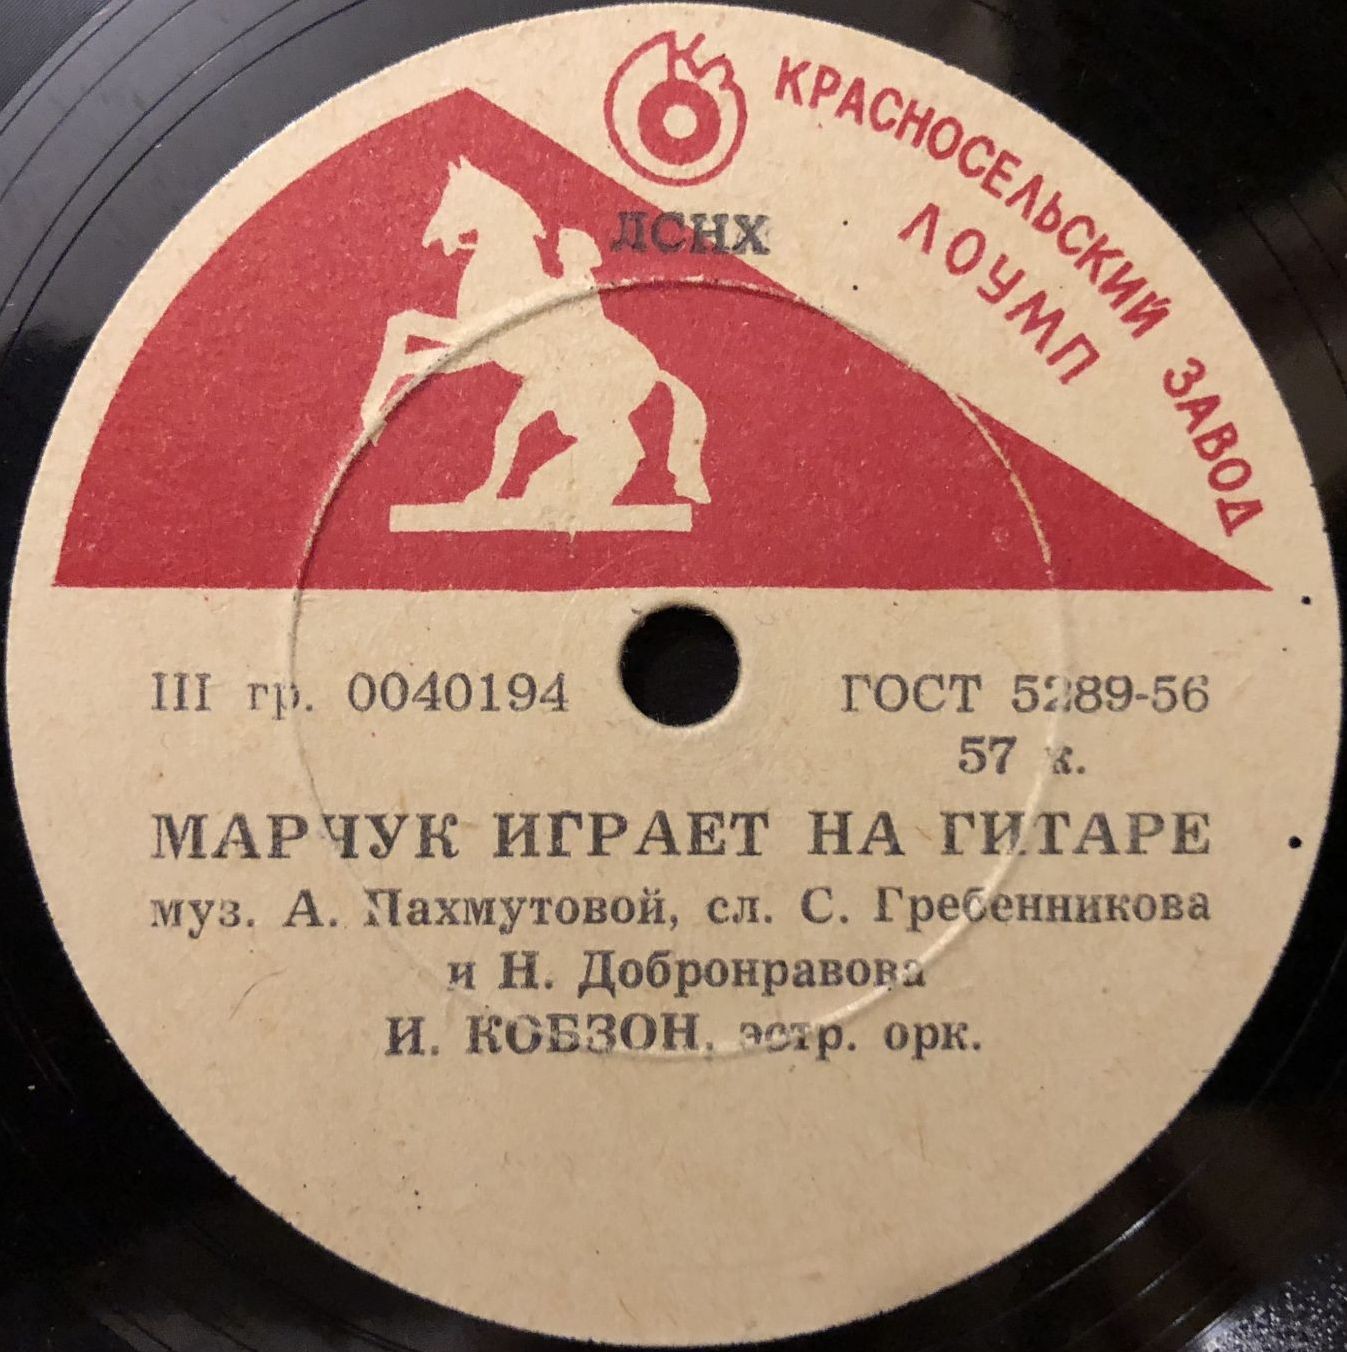 КЗ
КРАСНОСЕЛЬСКИЙ ЗАВОД
ЛОУМП
ЛСНХ
III гр. 0040194
ГОСТ 5289-56
57 к.
МАРЧУК ИГРАЕТ НА ГИТАРЕ
муз. А. Пахмутовой, сл. С. Гребенникова
и Н. Добронравова
И. КОБЗОН, эстр. орк.